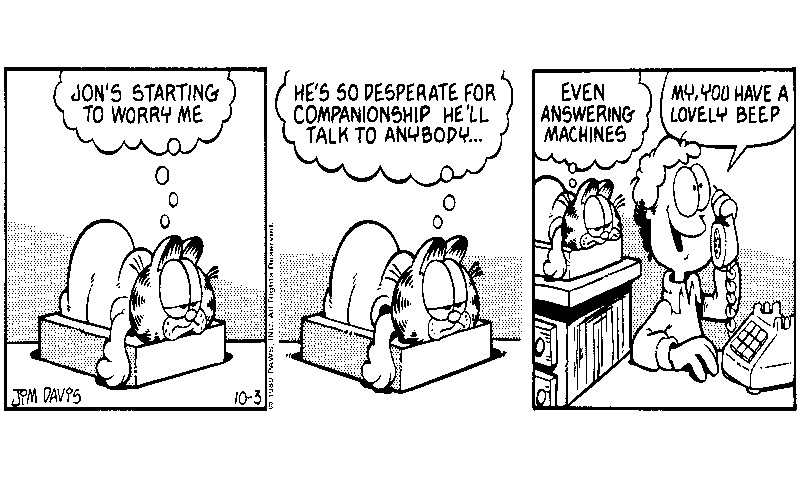 JON'S STARTING
TO WORRY ME
JIM DAVIS
10-3
HE'S SO DESPERATE FOR
COMPANIONSHIP HE'LL
TALK TO ANYBODY...
EVEN
ANSWERING
MACHINES
MY, YOU HAVE A
LOVELY BEEP